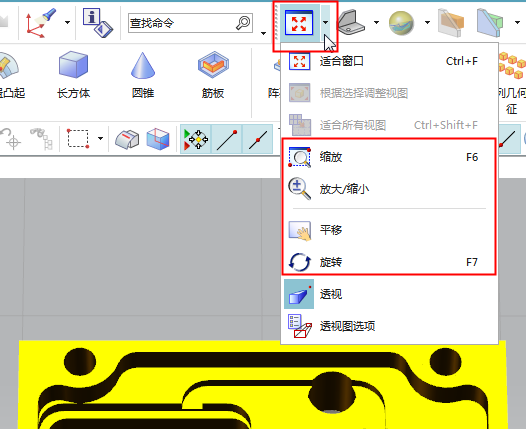 查找命令
适合窗口 Ctrl+F
根据选择调整视图
凸起 长方体 圆锥 筋板
适合所有视图 Ctrl+Shift+F
缩放 F6
放大/缩小
平移
旋转 F7
透视
透视图选项
列几何
征